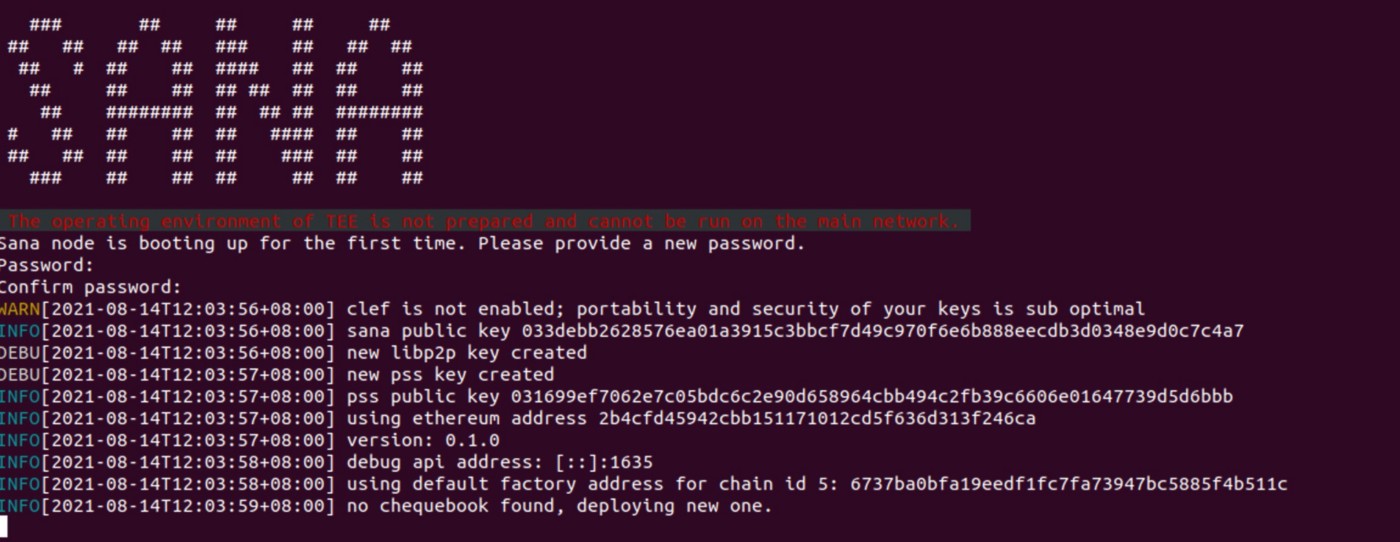 SANA
The operating environment of TEE is not prepared and cannot be run on the main network.
Sana node is booting up for the first time. Please provide a new password.
Password:
Confirm password:
WARN[2021-08-14T12:03:56+08:00] clef is not enabled; portability and security of your keys is sub optimal
INFO[2021-08-14T12:03:56+08:00] sana public key 033debb2628576ea01a3915c3bbcf7d49c970f6e6b888eecdb3d0348e9d0c7c4a7
DEBU[2021-08-14T12:03:56+08:00] new libp2p key created
DEBU[2021-08-14T12:03:57+08:00] new pss key created
INFO[2021-08-14T12:03:57+08:00] pss public key 031699ef7062e7c05bdc6c2e90d658964cbb494c2fb39c6606e01647739d5d6bbb
INFO[2021-08-14T12:03:57+08:00] using ethereum address 2b4cfd45942cbb151171012cd5f636d313f246ca
INFO[2021-08-14T12:03:57+08:00] version: 0.1.0
INFO[2021-08-14T12:03:58+08:00] debug api address: [::]:1635
INFO[2021-08-14T12:03:58+08:00] using default factory address for chain id 5: 6737ba0bfa19eedf1fc7fa73947bc5885f4b511c
INFO[2021-08-14T12:03:59+08:00] no chequebook found, deploying new one.